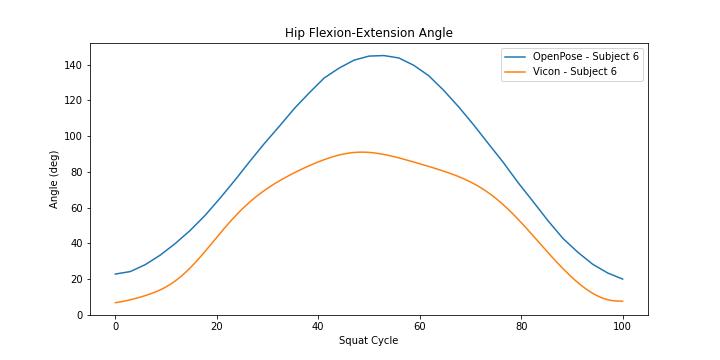 Hip Flexion-Extension Angle
OpenPose - Subject 6
Vicon - Subject 6
Angle (deg)
140
120
100
80
60
40
20
0
0 20 40 60 80 100
Squat Cycle